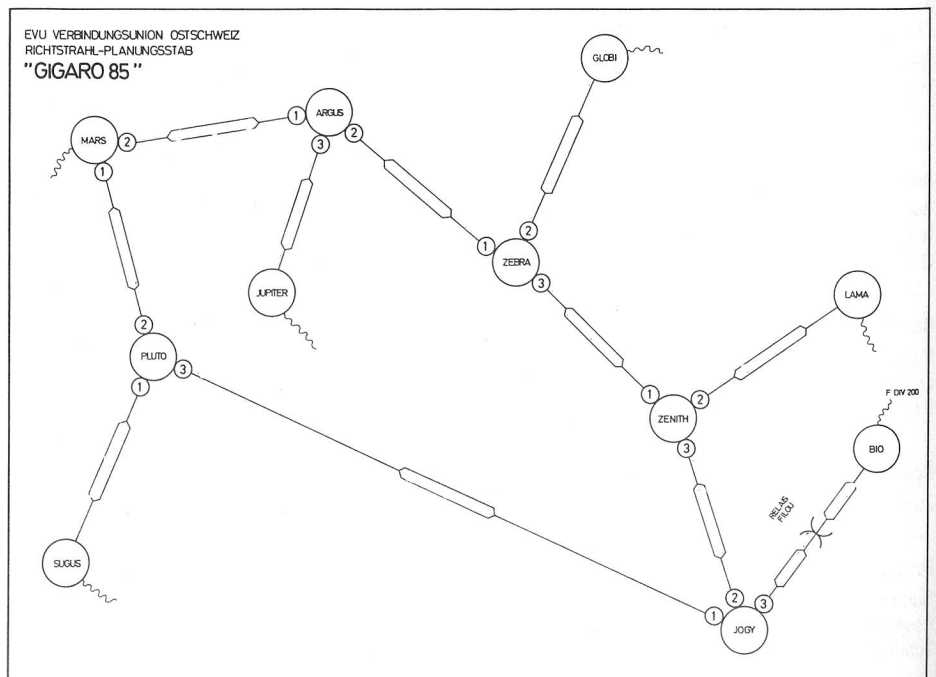 EVU VERBINDUNGSUNION OSTSCHWEIZ
RICHTSTRAHL-PLANUNGSSTAB
"GIGARO 85"
GLOBI
MARS
2
1
1
ARGUS
2
3
JUPITER
1
2
ZEBRA
3
LAMA
2
PLUTO
1
3
1
2
ZENITH
3
F DIV 200
BIO
RELAIS
FILOU
SUGUS
1
2
3
JOGY